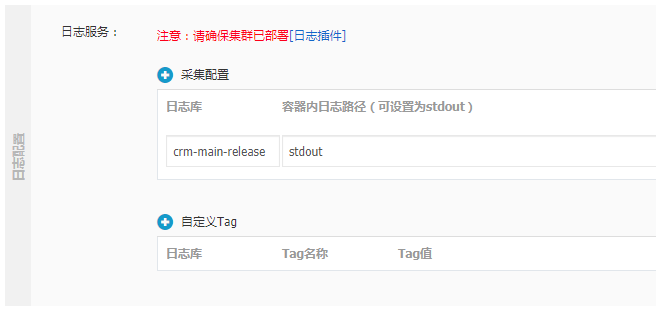 日志服务：
注意：请确保集群已部署[日志插件]
采集配置
日志库 容器内日志路径（可设置为stdout）
crm-main-release stdout
日志配置
自定义Tag
日志库 Tag名称 Tag值